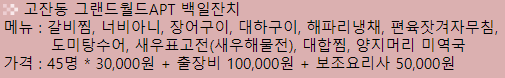 고잔동 그랜드월드APT 백일잔치
메뉴 : 갈비찜, 너비아니, 장어구이, 대하구이, 해파리냉채, 편육잣겨자무침,
도미탕수어, 새우표고전(새우해물전), 대합찜, 양지머리 미역국
가격 : 45명 * 30,000원 + 출장비 100,000원 + 보조요리사 50,000원